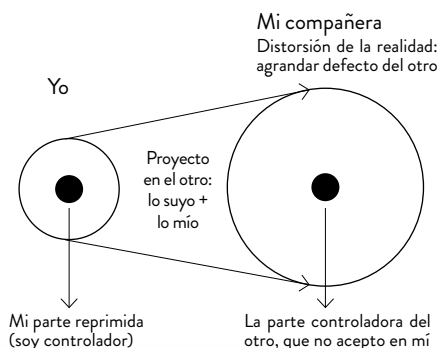 Mi compañera
Distorsión de la realidad:
agrandar defecto del otro
Yo
Proyecto
en el otro:
lo suyo +
lo mío
Mi parte reprimida
(soy controlador)
La parte controladora del
otro, que no acepto en mí